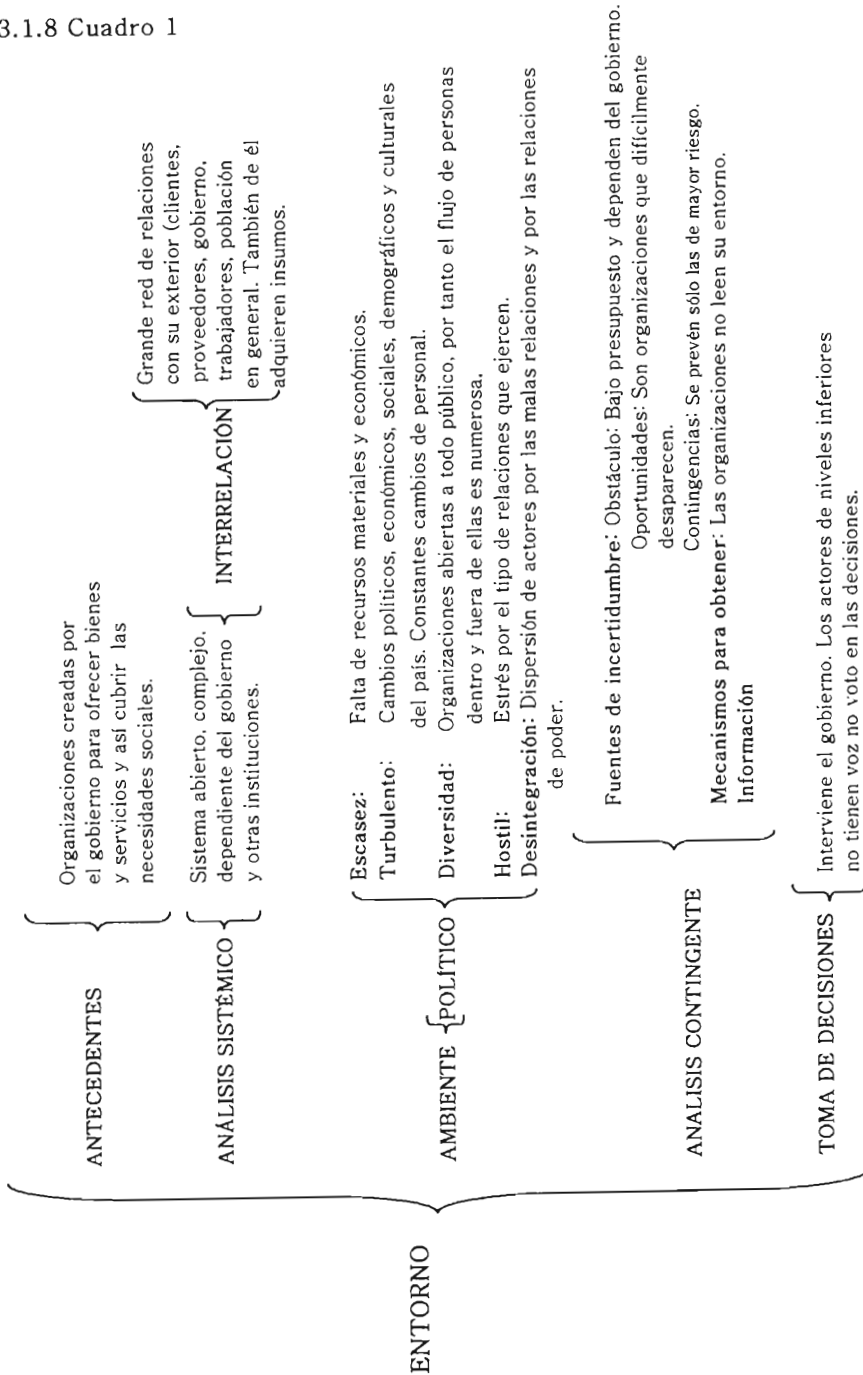 3.1.8 Cuadro 1
ENTORNO
ANTECEDENTES
Organizaciones creadas por
el gobierno para ofrecer bienes
y servicios y así cubrir las
necesidades sociales.
ANÁLISIS SISTÉMICO
Sistema abierto, complejo,
dependiente del gobierno
y otras instituciones.
INTERRELACIÓN
Grande red de relaciones
con su exterior (clientes,
proveedores, gobierno,
trabajadores, población
en general. También de él
adquieren insumos.
AMBIENTE
POLÍTICO
Escasez: Falta de recursos materiales y económicos.
Turbulento: Cambios políticos, económicos, sociales, demográficos y culturales
del país. Constantes cambios de personal.
Diversidad: Organizaciones abiertas a todo público, por tanto el flujo de personas
dentro y fuera de ellas es numerosa.
Hostil: Estrés por el tipo de relaciones que ejercen.
Desintegración: Dispersión de actores por las malas relaciones y por las relaciones
de poder.
ANALISIS CONTINGENTE
Fuentes de incertidumbre: Obstáculo: Bajo presupuesto y dependen del gobierno.
Oportunidades: Son organizaciones que difícilmente
desaparecen.
Contingencias: Se prevén sólo las de mayor riesgo.
Mecanismos para obtener: Las organizaciones no leen su entorno.
Información
TOMA DE DECISIONES
Interviene el gobierno. Los actores de niveles inferiores
no tienen voz no voto en las decisiones.